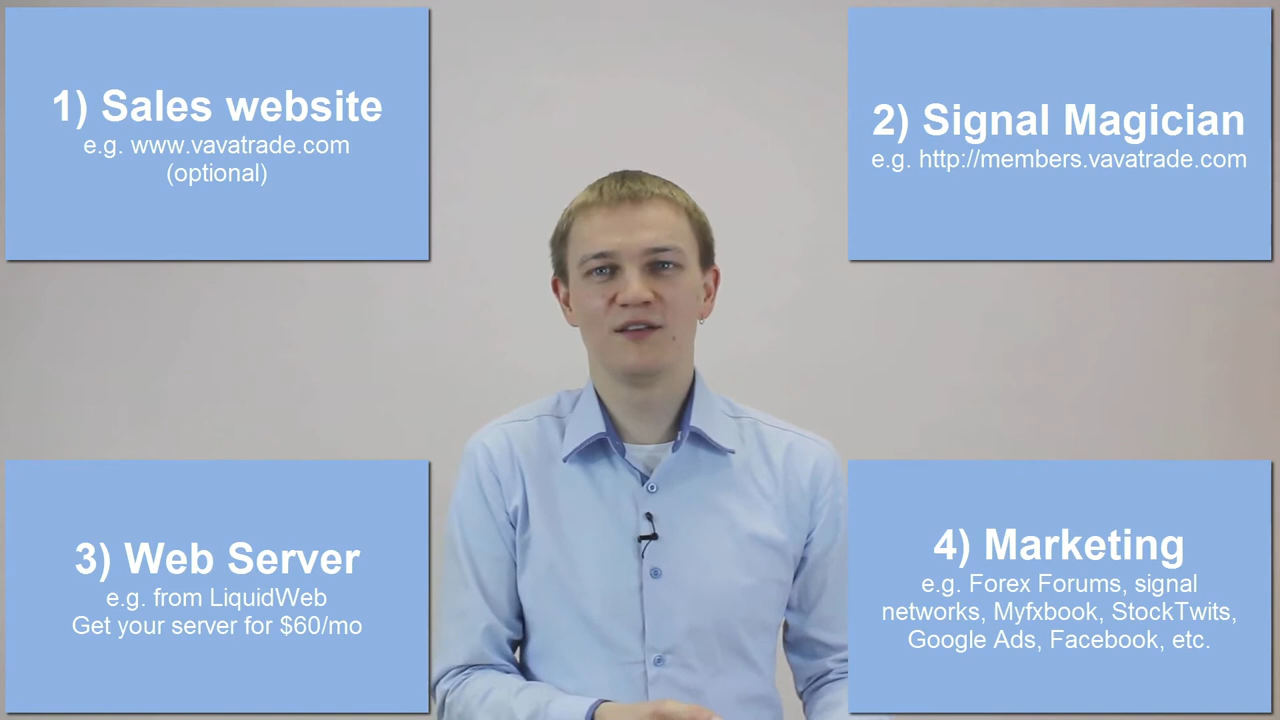 1) Sales website
e.g. www.vavatrade.com
(optional)
2) Signal Magician
e.g. http://members.vavatrade.com
3) Web Server
e.g. from LiquidWeb
Get your server for $60/mo
4) Marketing
e.g. Forex Forums, signal
networks, Myfxbook, StockTwits,
Google Ads, Facebook, etc.